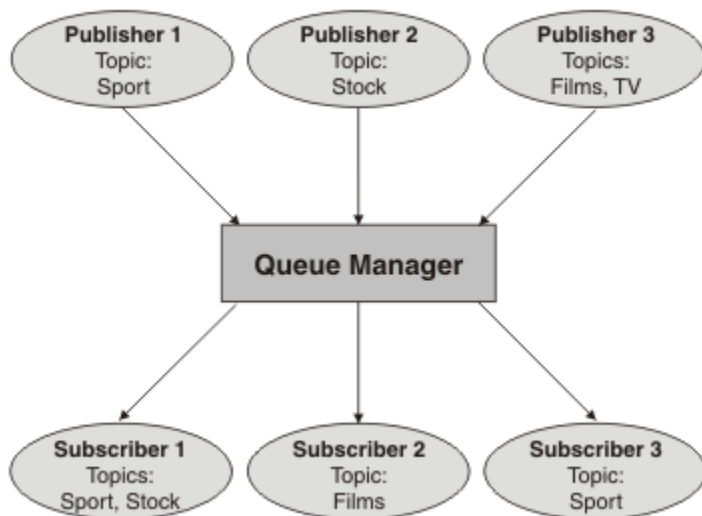 Publisher 1
Topic:
Sport
Publisher 2
Topic:
Stock
Publisher 3
Topics:
Films, TV
Queue Manager
Subscriber 1
Topics:
Sport, Stock
Subscriber 2
Topic:
Films
Subscriber 3
Topic:
Sport